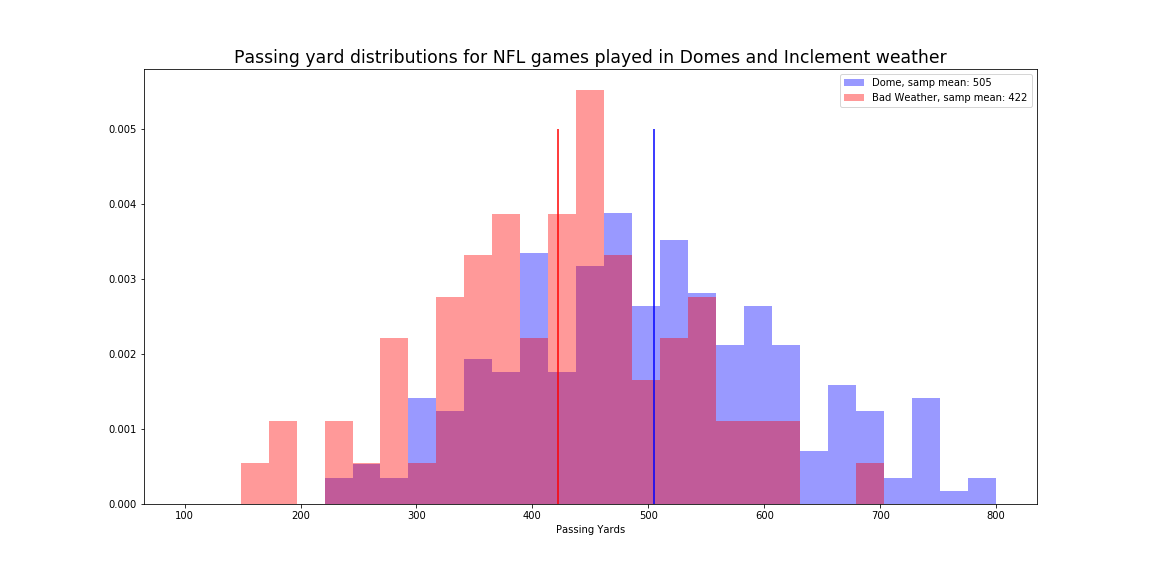 Passing yard distributions for NFL games played in Domes and Inclement weather
Dome, samp mean: 505
Bad Weather, samp mean: 422
0.005
0.004
0.003
0.002
0.001
0.000
100 200 300 400 500 600 700 800
Passing Yards